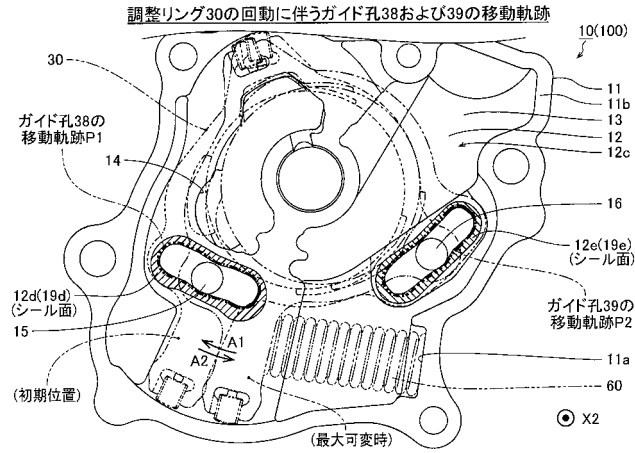 調整リング30の回動に伴うガイド孔38および39の移動軌跡
10(100)
30
11
11b
13
12
12c
ガイド孔38の
移動軌跡P1
14
16
12e(19e)
(シール面)
12d(19d)
(シール面)
15
ガイド孔39の
移動軌跡P2
A1
A2
11a
60
(初期位置)
(最大可変時)
X2